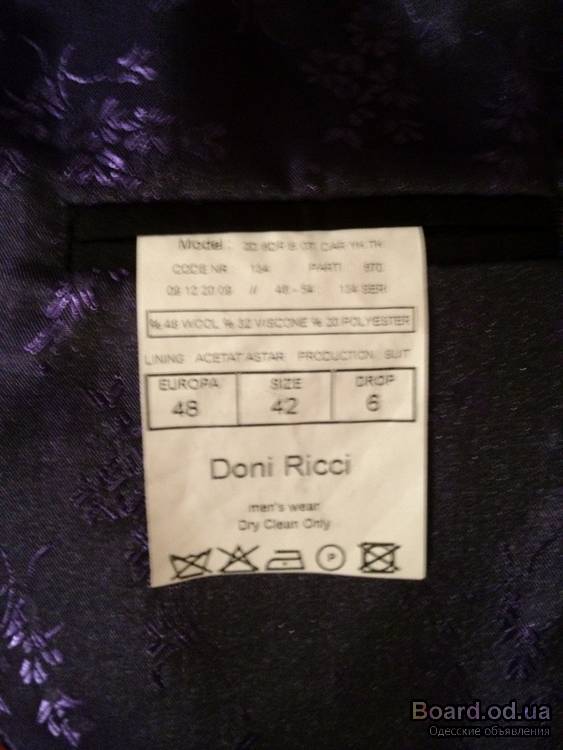 Model:
CODE NR 134 PARTI 970
09.12.2009 // 48 - 54 134 SERI
% 48 WOOL % 32 VISCONE % 20 POLYESTER
LINING ACETAT ASTAR PRODUCTION SUIT
EUROPA SIZE DROP
48 42 6
Doni Ricci
men's wear
Dry Clean Only
P
Board.od.ua
Одесские объявления